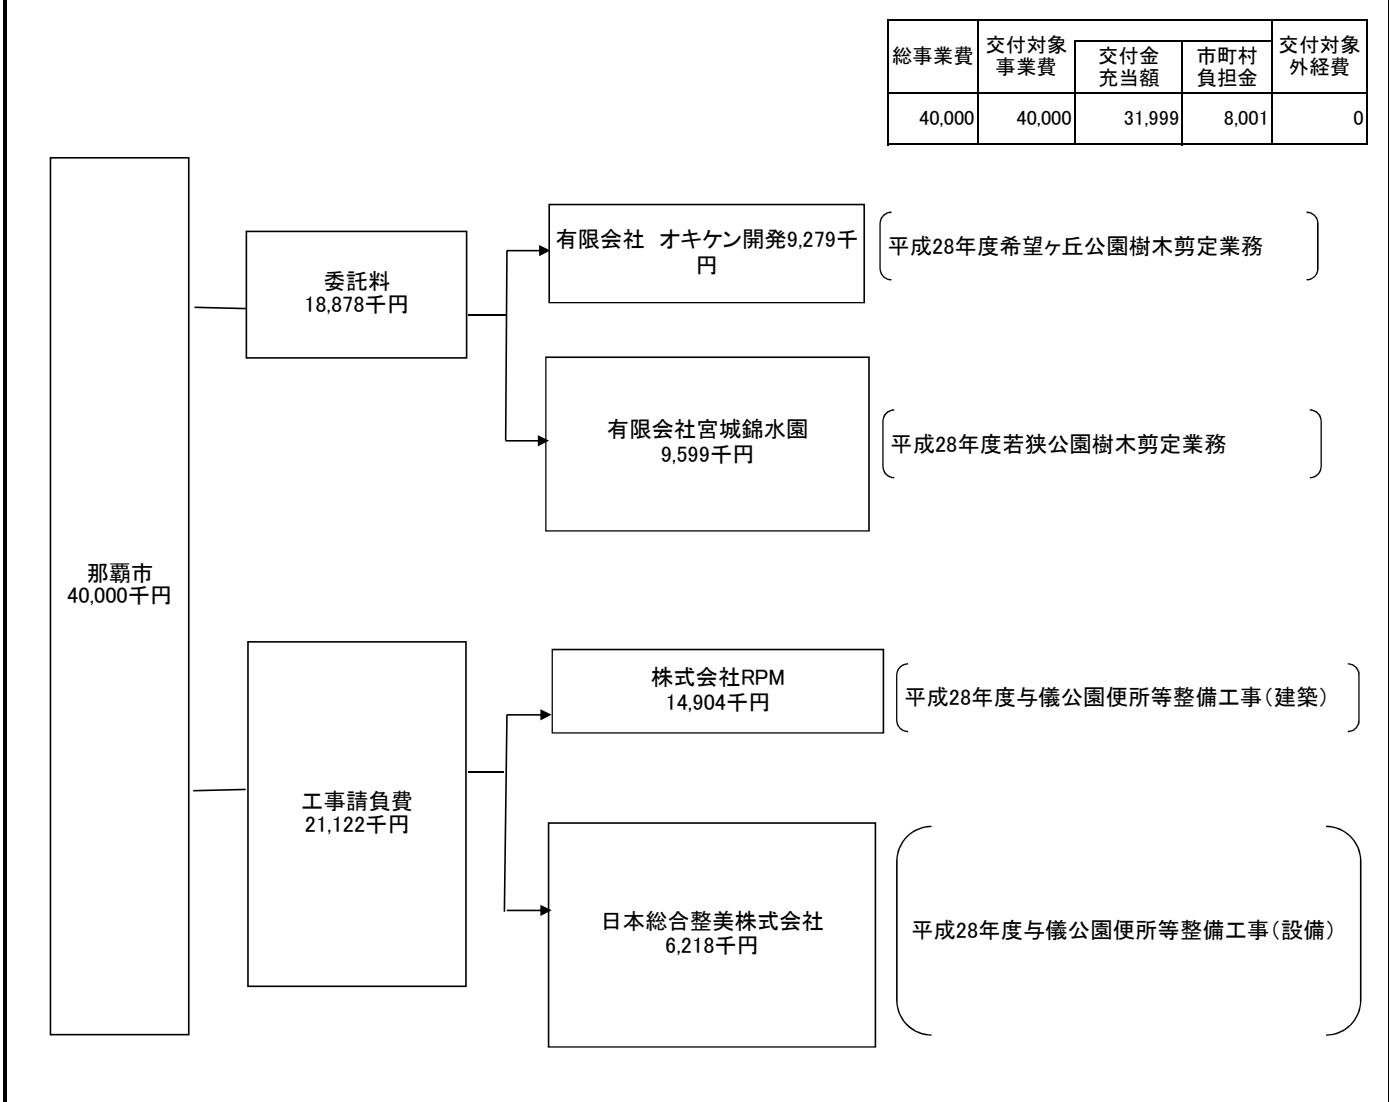 総事業費
交付対象
事業費
交付金
充当額
市町村
負担金
交付対象
外経費
40,000
40,000
31,999
8,001
0
那覇市
40,000千円
委託料
18,878千円
有限会社　オキケン開発9,279千
円
平成28年度希望ヶ丘公園樹木剪定業務
有限会社宮城錦水園
9,599千円
平成28年度若狭公園樹木剪定業務
工事請負費
21,122千円
株式会社RPM
14,904千円
平成28年度与儀公園便所等整備工事(建築)
日本総合整美株式会社
6,218千円
平成28年度与儀公園便所等整備工事(設備)